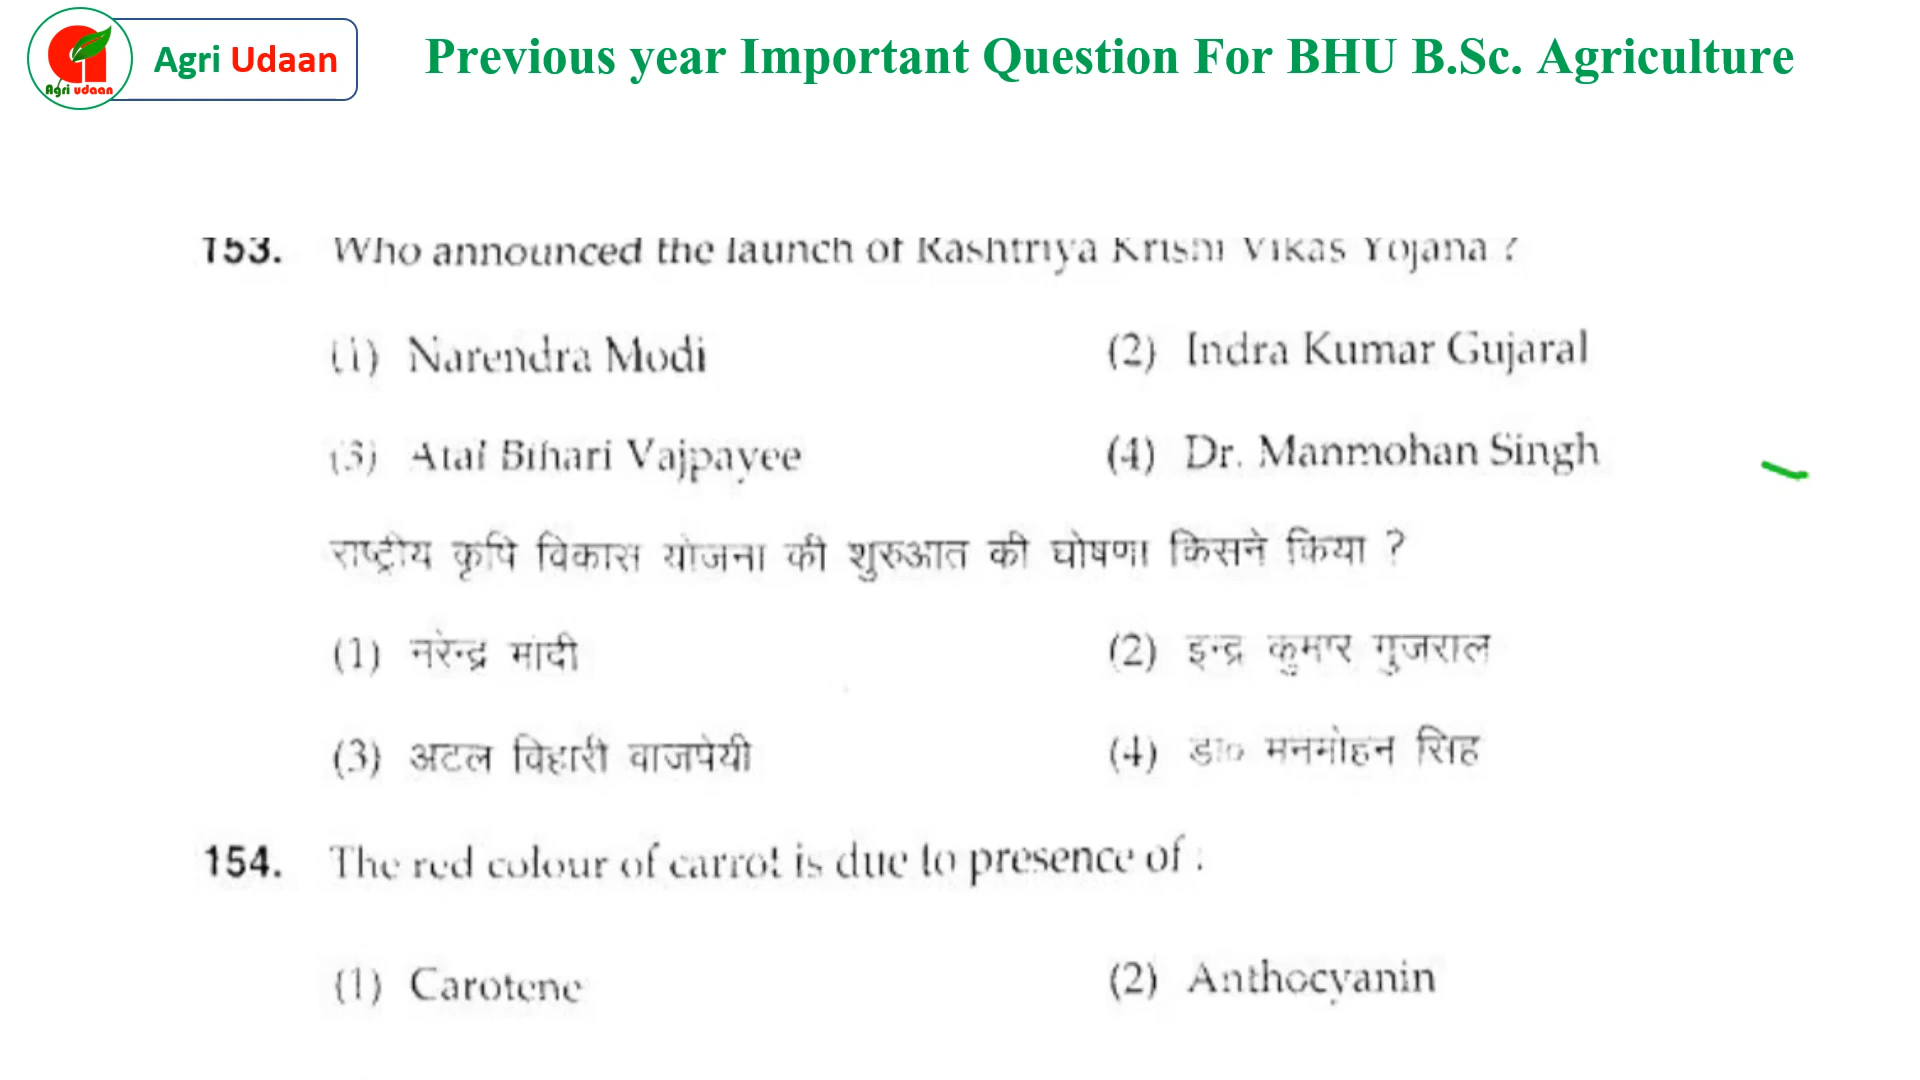 Agri Udaan
Agri udaan
Previous year Important Question For BHU B.Sc. Agriculture
153. Who announced the launch of Rashtriya Krishi Vikas Yojana ?
(1) Narendra Modi (2) Indra Kumar Gujaral
(3) Atal Bihari Vajpayee (4) Dr. Manmohan Singh
राष्ट्रीय कृषि विकास योजना की शुरुआत की घोषणा किसने किया ?
(1) नरेन्द्र मोदी (2) इन्द्र कुमार गुजराल
(3) अटल विहारी वाजपेयी (4) डा० मनमोहन सिंह
154. The red colour of carrot is due to presence of :
(1) Carotene (2) Anthocyanin